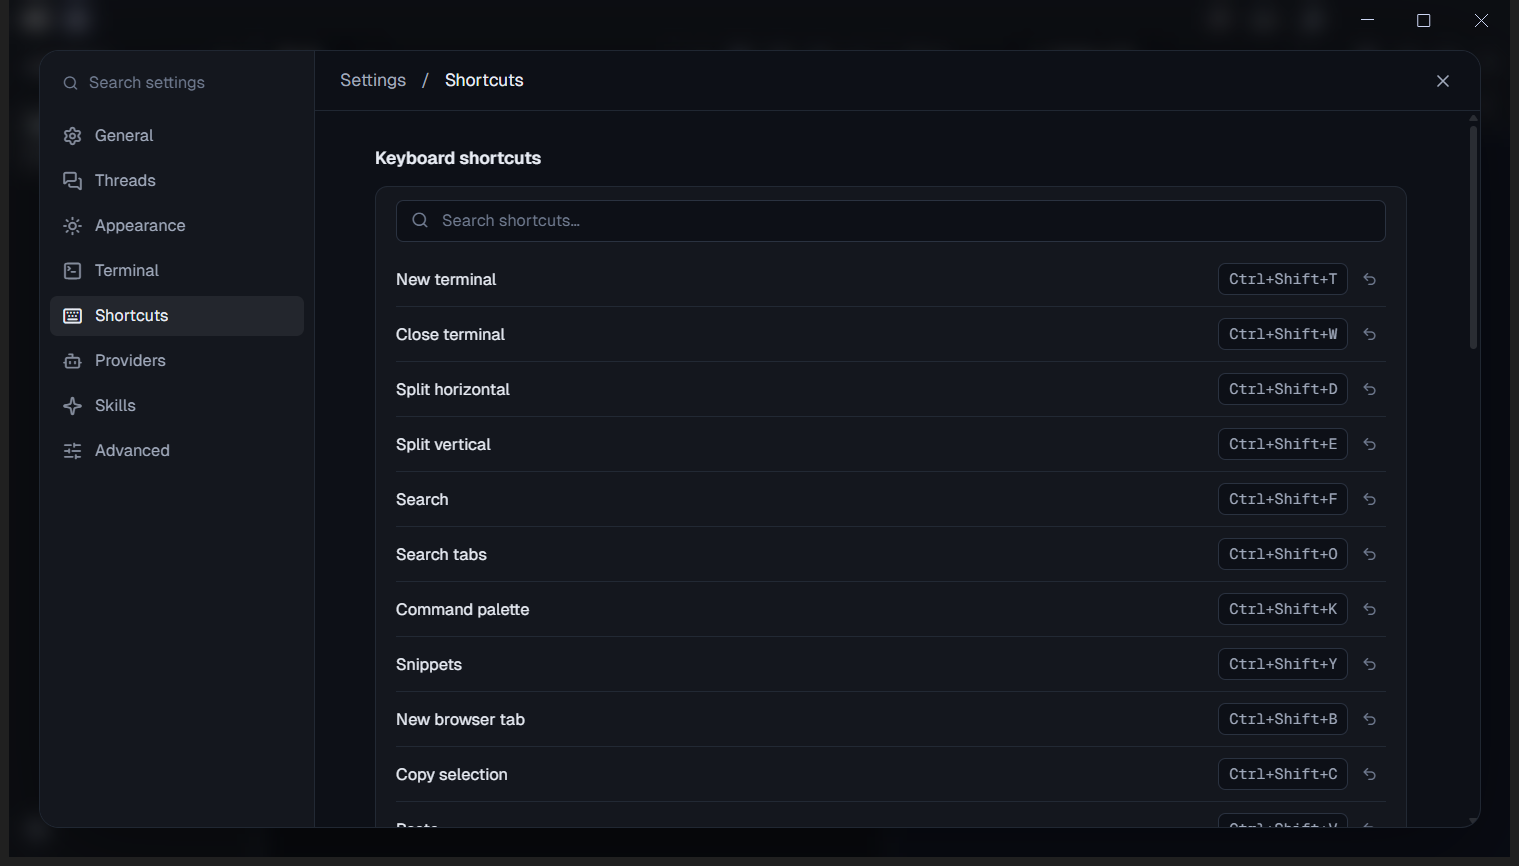 Search settings
General
Threads
Appearance
Terminal
Shortcuts
Providers
Skills
Advanced
Settings / Shortcuts
Keyboard shortcuts
Search shortcuts...
New terminal Ctrl+Shift+T
Close terminal Ctrl+Shift+W
Split horizontal Ctrl+Shift+D
Split vertical Ctrl+Shift+E
Search Ctrl+Shift+F
Search tabs Ctrl+Shift+O
Command palette Ctrl+Shift+K
Snippets Ctrl+Shift+Y
New browser tab Ctrl+Shift+B
Copy selection Ctrl+Shift+C